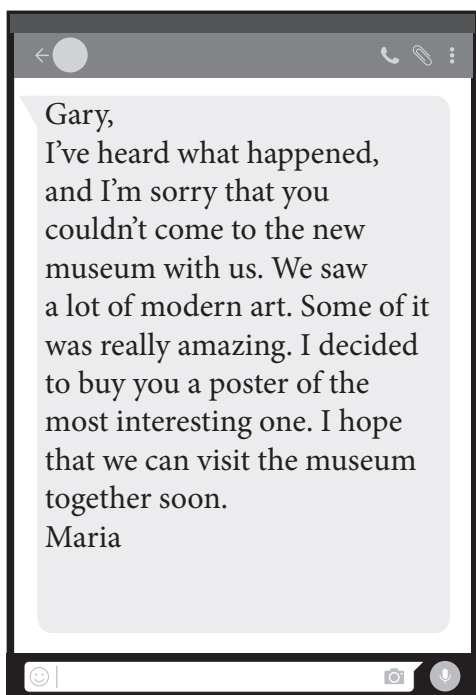 Gary,
I’ve heard what happened,
and I’m sorry that you
couldn’t come to the new
museum with us. We saw
a lot of modern art. Some of it
was really amazing. I decided
to buy you a poster of the
most interesting one. I hope
that we can visit the museum
together soon.
Maria